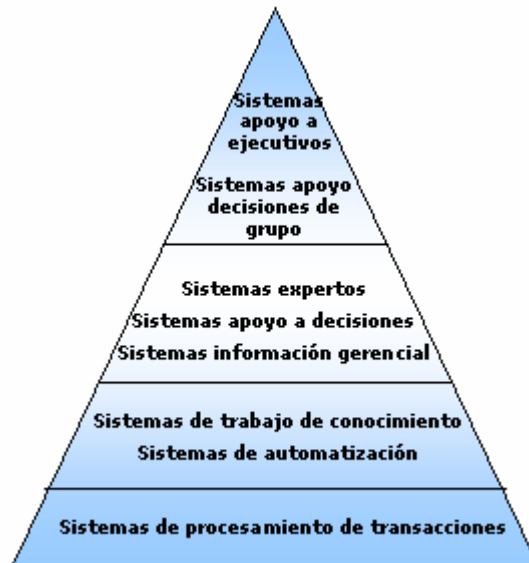 Sistemas
apoyo a
ejecutivos
Sistemas apoyo
decisiones de
grupo
Sistemas expertos
Sistemas apoyo a decisiones
Sistemas información gerencial
Sistemas de trabajo de conocimiento
Sistemas de automatización
Sistemas de procesamiento de transacciones